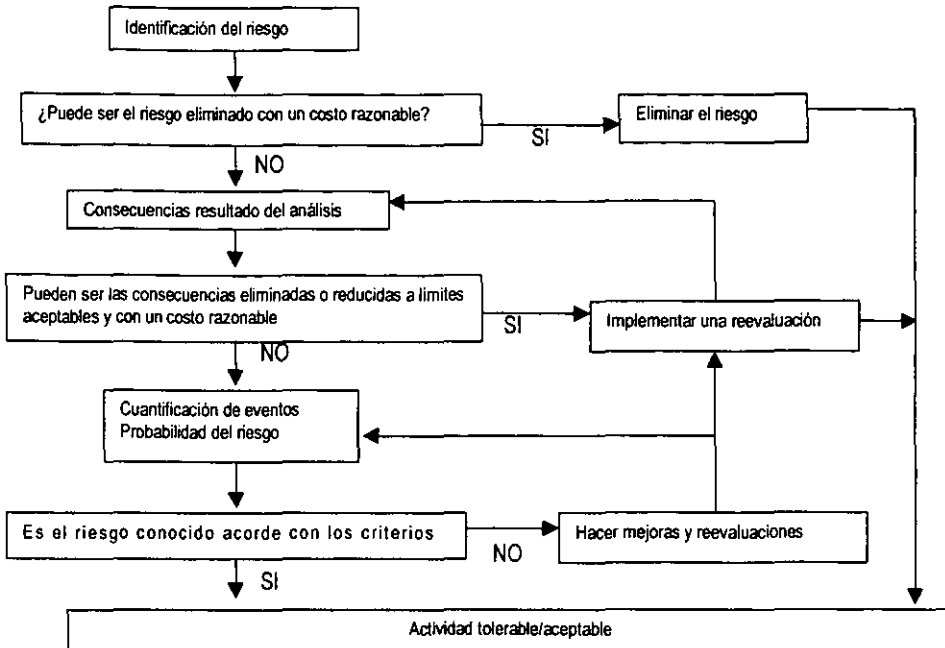 Identificación del riesgo
¿Puede ser el riesgo eliminado con un costo razonable?
SI
Eliminar el riesgo
NO
Consecuencias resultado del análisis
Pueden ser las consecuencias eliminadas o reducidas a limites
aceptables y con un costo razonable
SI
Implementar una reevaluación
NO
Cuantificación de eventos
Probabilidad del riesgo
Es el riesgo conocido acorde con los criterios
NO
Hacer mejoras y reevaluaciones
SI
Actividad tolerable/aceptable